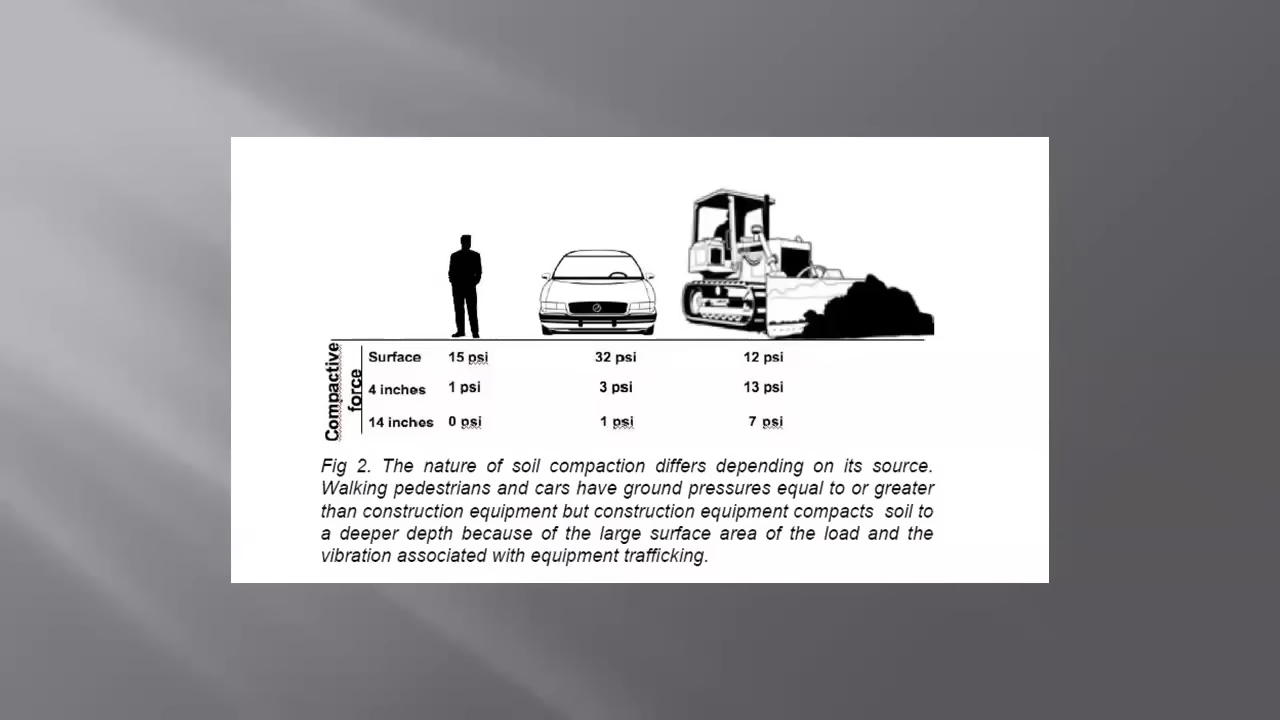 Compactive force
Surface 15 psi 32 psi 12 psi
4 inches 1 psi 3 psi 13 psi
14 inches 0 psi 1 psi 7 psi
Fig 2. The nature of soil compaction differs depending on its source.
Walking pedestrians and cars have ground pressures equal to or greater
than construction equipment but construction equipment compacts soil to
a deeper depth because of the large surface area of the load and the
vibration associated with equipment trafficking.